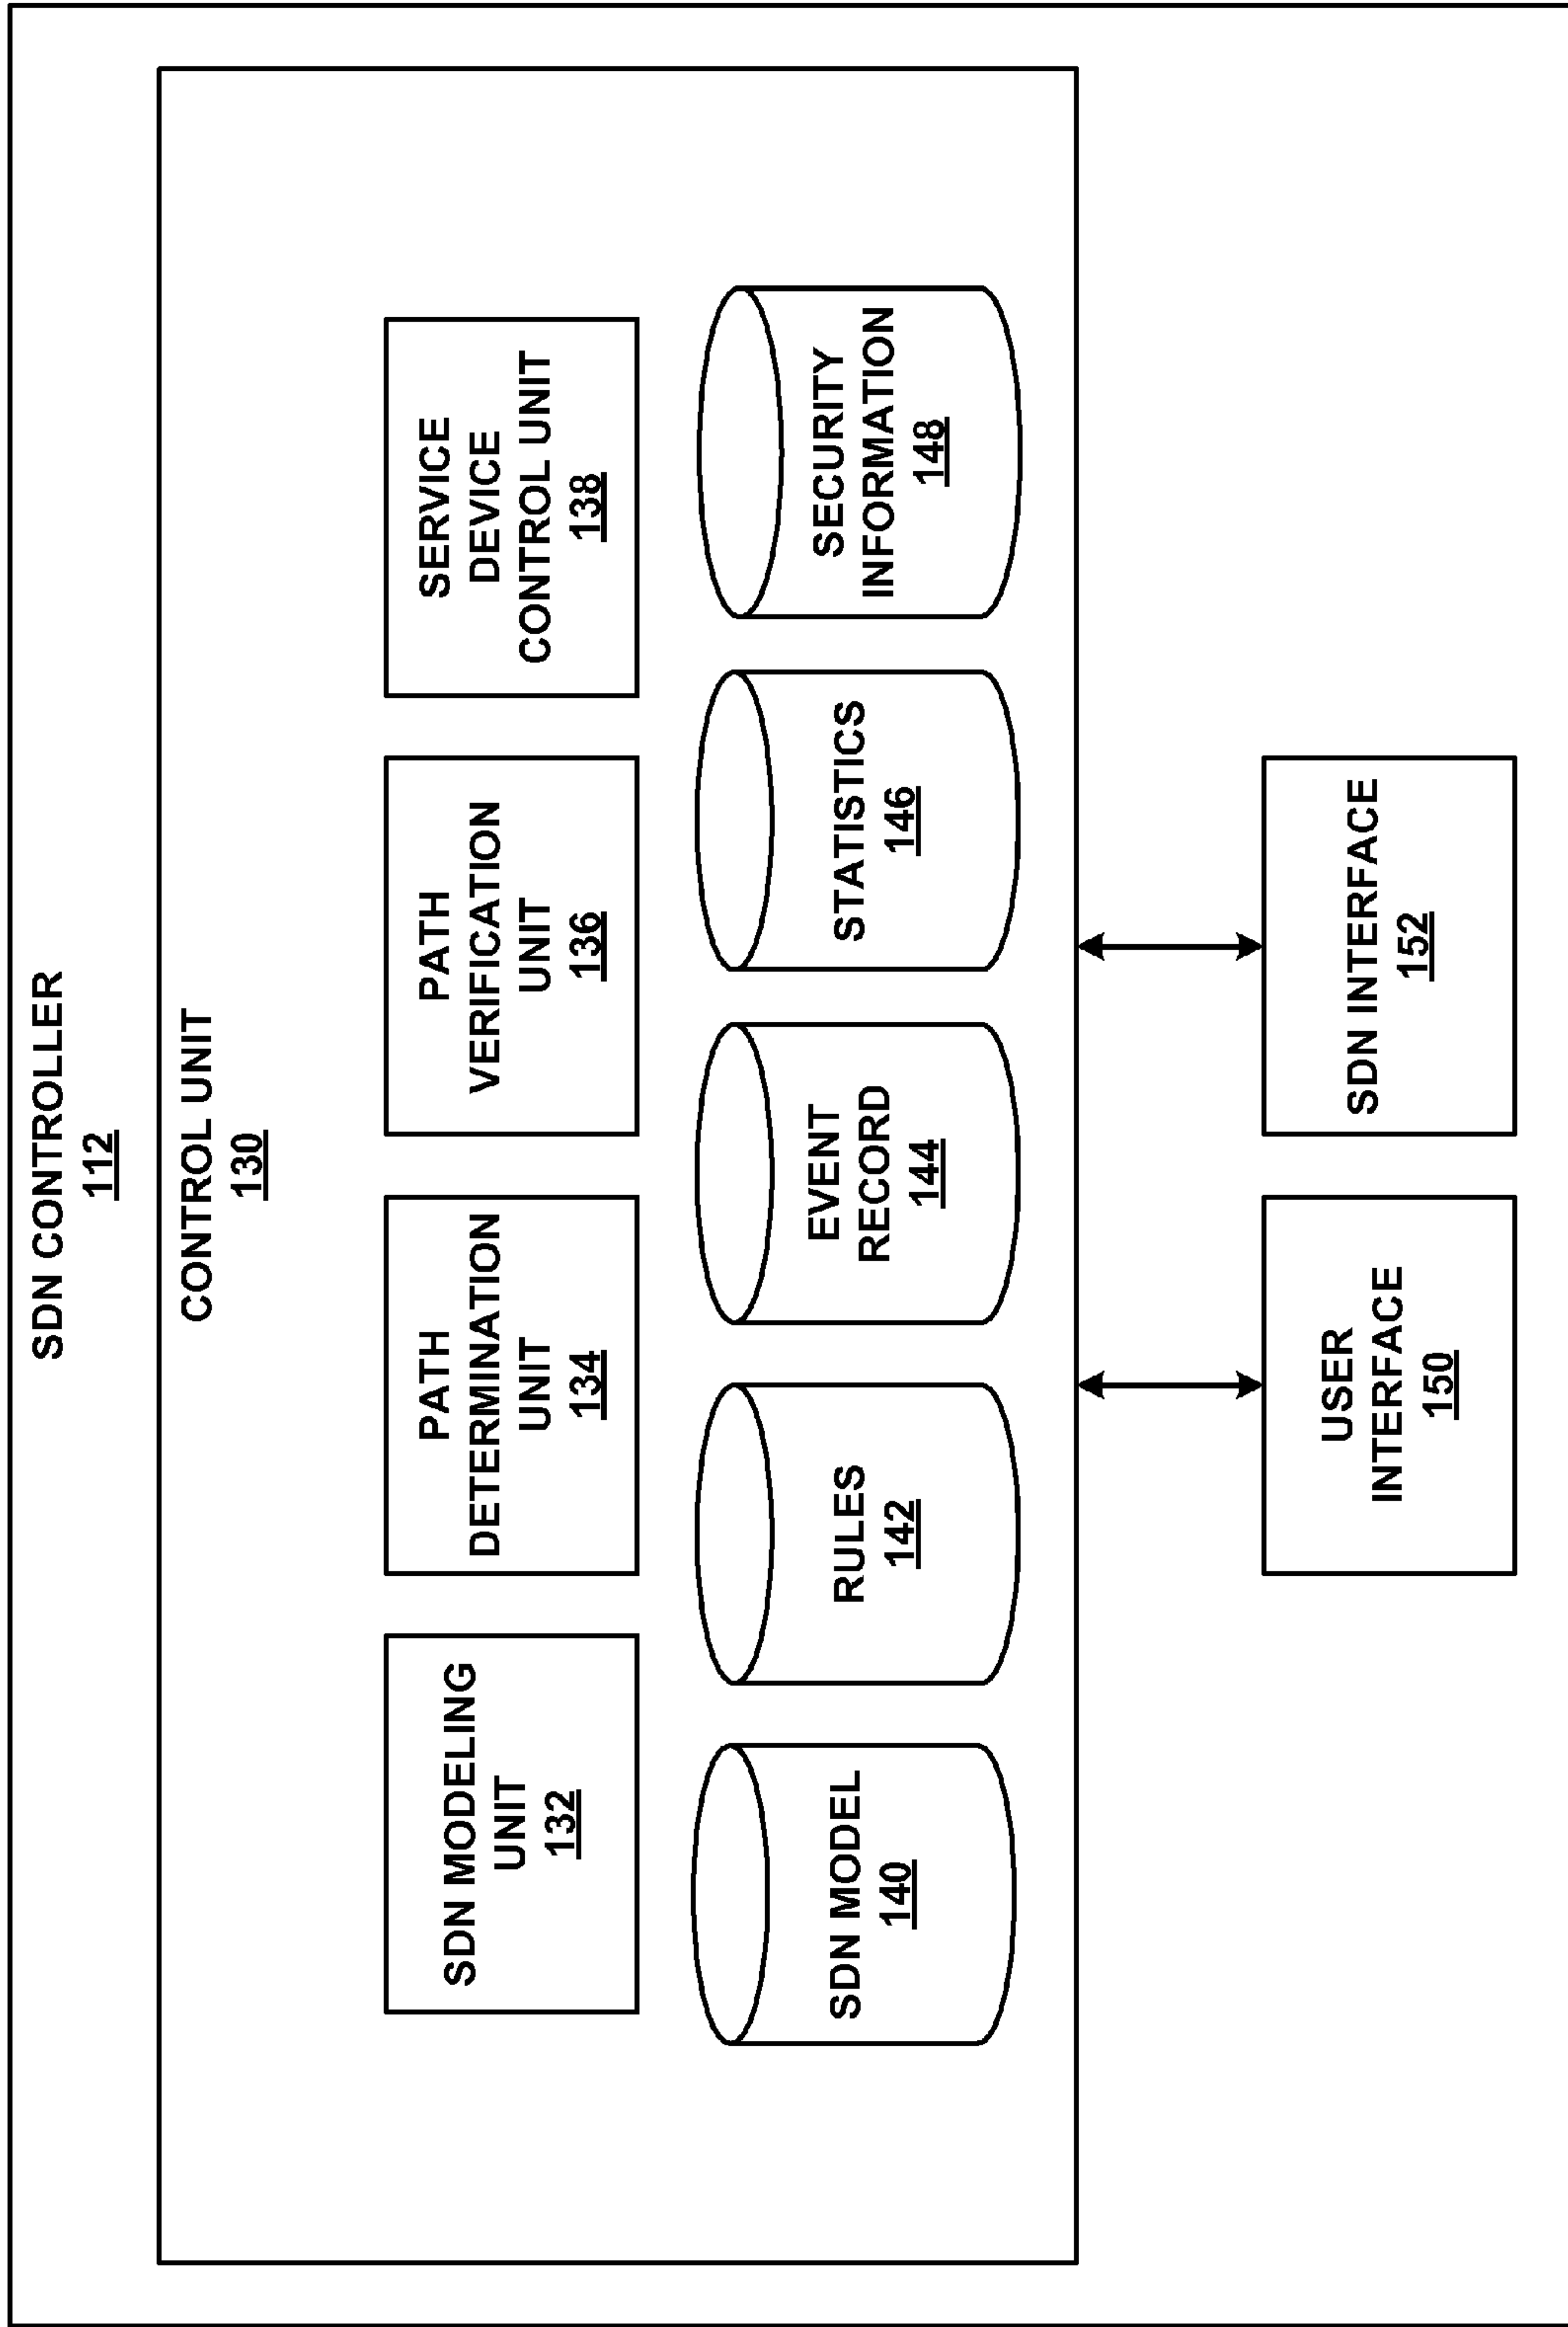 SDN CONTROLLER
112
CONTROL UNIT
130
SDN MODELING
UNIT
132
PATH
DETERMINATION
UNIT
134
PATH
VERIFICATION
UNIT
136
SERVICE
DEVICE
CONTROL UNIT
138
SDN MODEL
140
RULES
142
EVENT
RECORD
144
STATISTICS
146
SECURITY
INFORMATION
148
USER
INTERFACE
150
SDN INTERFACE
152